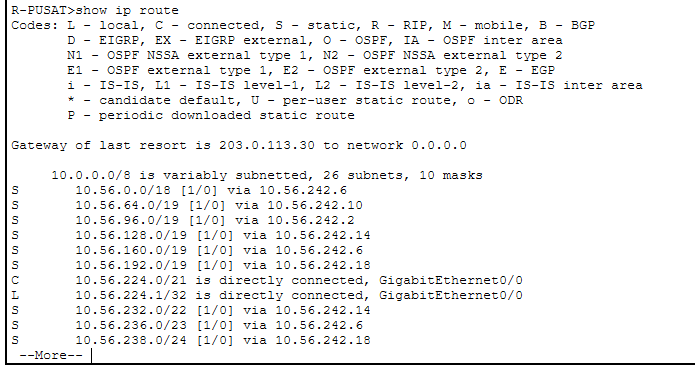 R-PUSAT>show ip route
Codes: L - local, C - connected, S - static, R - RIP, M - mobile, B - BGP
       D - EIGRP, EX - EIGRP external, O - OSPF, IA - OSPF inter area
       N1 - OSPF NSSA external type 1, N2 - OSPF NSSA external type 2
       E1 - OSPF external type 1, E2 - OSPF external type 2, E - EGP
       i - IS-IS, L1 - IS-IS level-1, L2 - IS-IS level-2, ia - IS-IS inter area
       * - candidate default, U - per-user static route, o - ODR
       P - periodic downloaded static route

Gateway of last resort is 203.0.113.30 to network 0.0.0.0

     10.0.0.0/8 is variably subnetted, 26 subnets, 10 masks
S       10.56.0.0/18 [1/0] via 10.56.242.6
S       10.56.64.0/19 [1/0] via 10.56.242.10
S       10.56.96.0/19 [1/0] via 10.56.242.2
S       10.56.128.0/19 [1/0] via 10.56.242.14
S       10.56.160.0/19 [1/0] via 10.56.242.6
S       10.56.192.0/19 [1/0] via 10.56.242.18
C       10.56.224.0/21 is directly connected, GigabitEthernet0/0
L       10.56.224.1/32 is directly connected, GigabitEthernet0/0
S       10.56.232.0/22 [1/0] via 10.56.242.14
S       10.56.236.0/23 [1/0] via 10.56.242.6
S       10.56.238.0/24 [1/0] via 10.56.242.18
 --More--